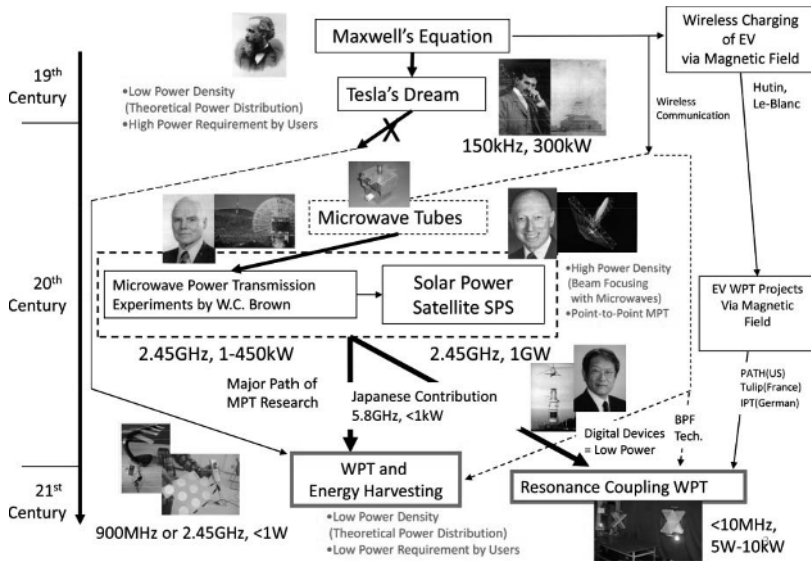 Maxwell's Equation
Wireless Charging
of EV
via Magnetic Field
19th
Century
•Low Power Density
(Theoretical Power Distribution)
•High Power Requirement by Users
Tesla's Dream
Hutin,
Le-Blanc
Wireless
Communication
X
150kHz, 300kW
Microwave Tubes
20th
Century
Microwave Power Transmission
Experiments by W.C. Brown
Solar Power
Satellite SPS
•High Power Density
(Beam Focusing
with Microwaves)
•Point-to-Point MPT
EV WPT Projects
Via Magnetic
Field
2.45GHz, 1-450kW
2.45GHz, 1GW
Major Path of
MPT Research
Japanese Contribution
5.8GHz, <1kW
PATH(US)
Tulip(France)
IPT(German)
Digital Devices
= Low Power
BPF
Tech.
21st
Century
WPT and
Energy Harvesting
Resonance Coupling WPT
900MHz or 2.45GHz, <1W
•Low Power Density
(Theoretical Power Distribution)
•Low Power Requirement by Users
<10MHz,
5W-10kW